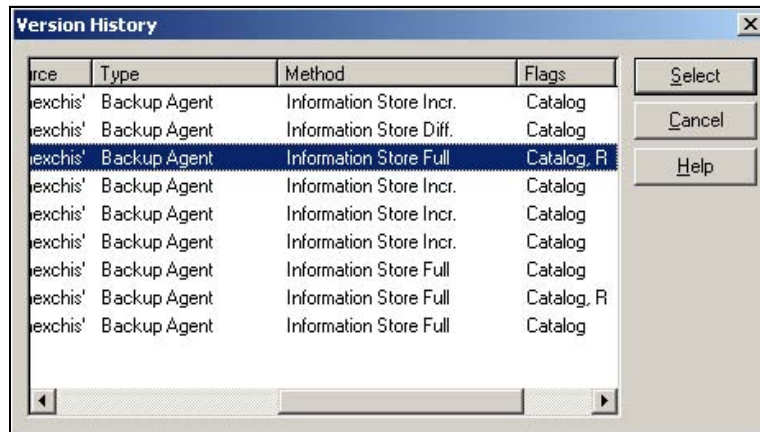 Version History
rce Type Method Flags
exchis' Backup Agent Information Store Incr. Catalog
exchis' Backup Agent Information Store Diff. Catalog
exchis' Backup Agent Information Store Full Catalog, R
exchis' Backup Agent Information Store Incr. Catalog
exchis' Backup Agent Information Store Incr. Catalog
exchis' Backup Agent Information Store Incr. Catalog
exchis' Backup Agent Information Store Full Catalog
exchis' Backup Agent Information Store Full Catalog, R
exchis' Backup Agent Information Store Full Catalog
Select
Cancel
Help